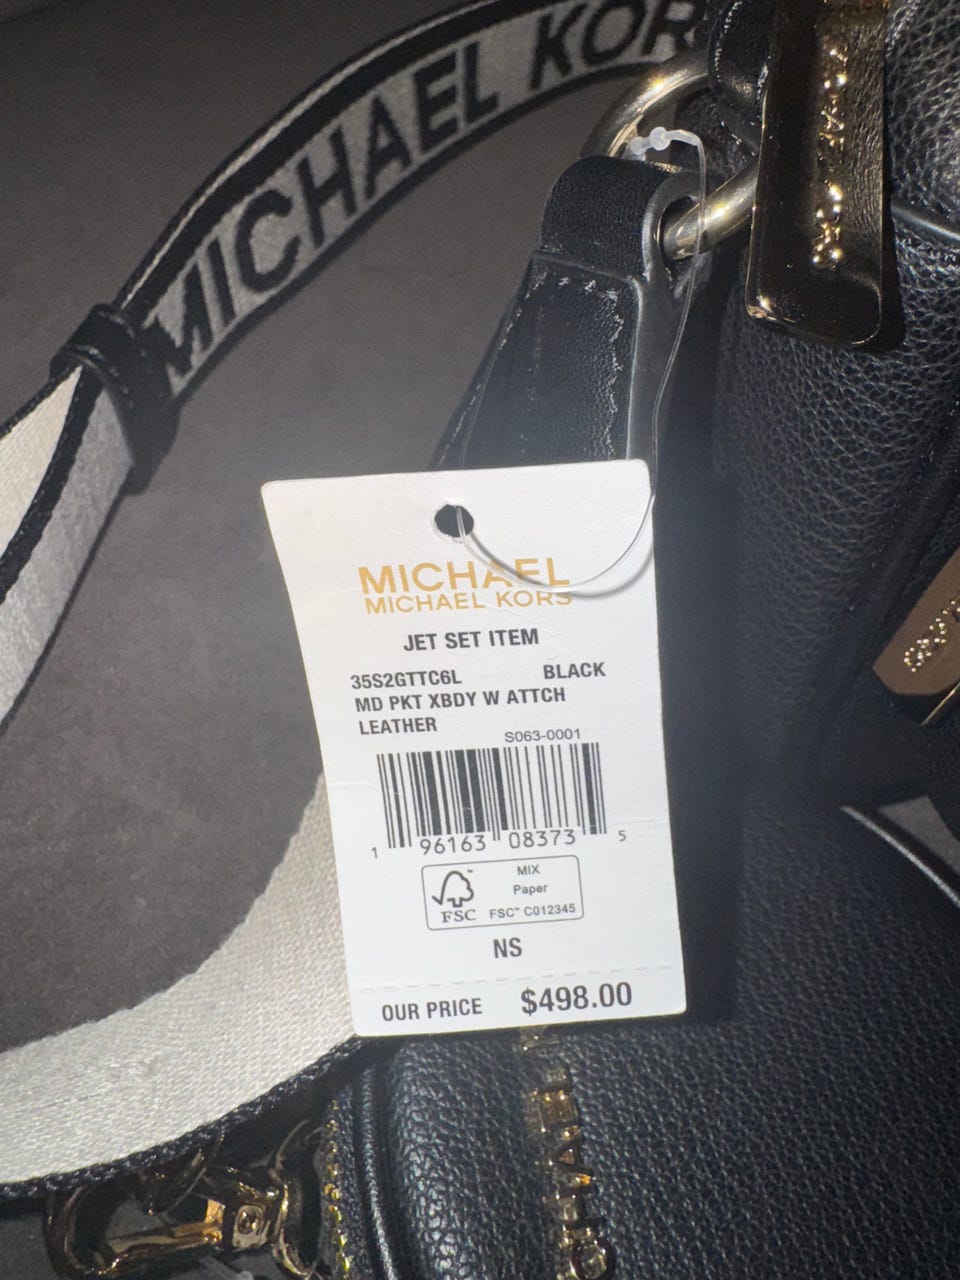 MICHAEL KOR
MICHAEL
MICHAEL KORS
JET SET ITEM
35S2GTTC6L BLACK
MD PKT XBDY W ATTCH
LEATHER
S063-0001
1 96163 08373 5
MIX
Paper
FSC™ C012345
FSC
NS
OUR PRICE $498.00
CHAEL